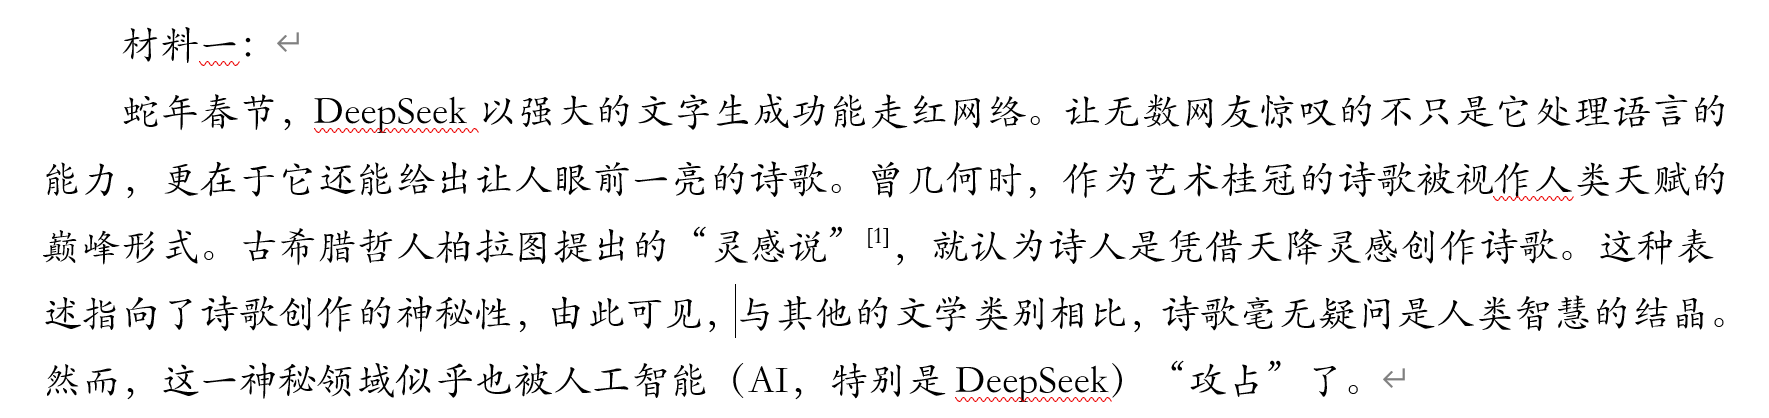 材料一：
蛇年春节，DeepSeek 以强大的文字生成功能走红网络。让无数网友惊叹的不只是它处理语言的
能力，更在于它还能给出让人眼前一亮的诗歌。曾几何时，作为艺术桂冠的诗歌被视作人类天赋的
巅峰形式。古希腊哲人柏拉图提出的“灵感说”[1]，就认为诗人是凭借天降灵感创作诗歌。这种表
述指向了诗歌创作的神秘性，由此可见，与其他的文学类别相比，诗歌毫无疑问是人类智慧的结晶。
然而，这一神秘领域似乎也被人工智能（AI，特别是 DeepSeek）“攻占”了。